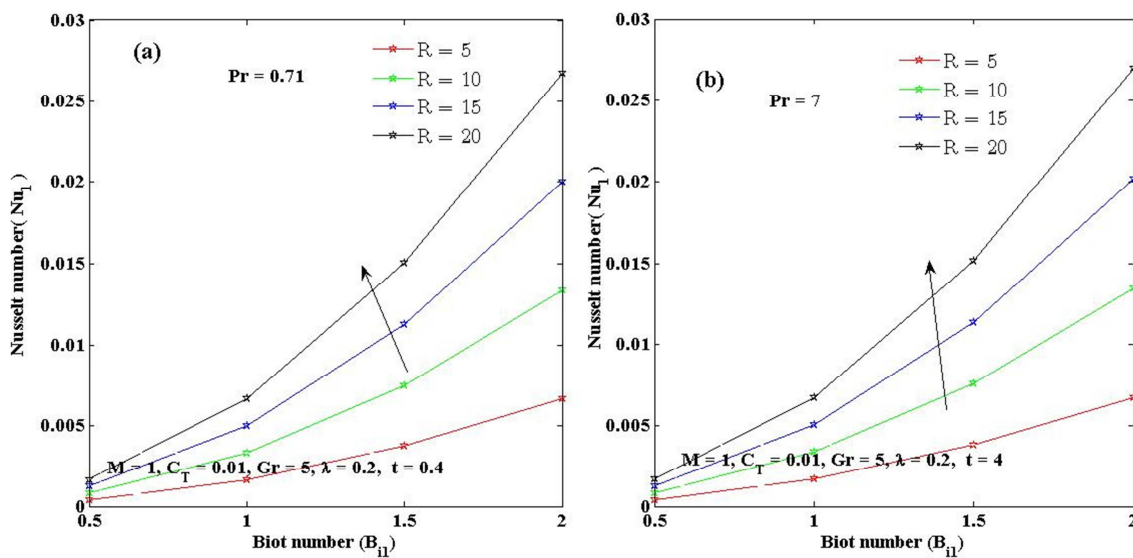 (a)
Pr = 0.71
R = 5
R = 10
R = 15
R = 20
0.03
0.025
0.02
0.015
0.01
0.005
0
Nusselt number( Nu1)
M = 1, CT = 0.01, Gr = 5, λ = 0.2, t = 0.4
0.5 1 1.5 2
Biot number (Bi1)
(b)
Pr = 7
R = 5
R = 10
R = 15
R = 20
0.03
0.025
0.02
0.015
0.01
0.005
0
Nusselt number( Nu1)
M = 1, CT = 0.01, Gr = 5, λ = 0.2, t = 4
0.5 1 1.5 2
Biot number (Bi1)